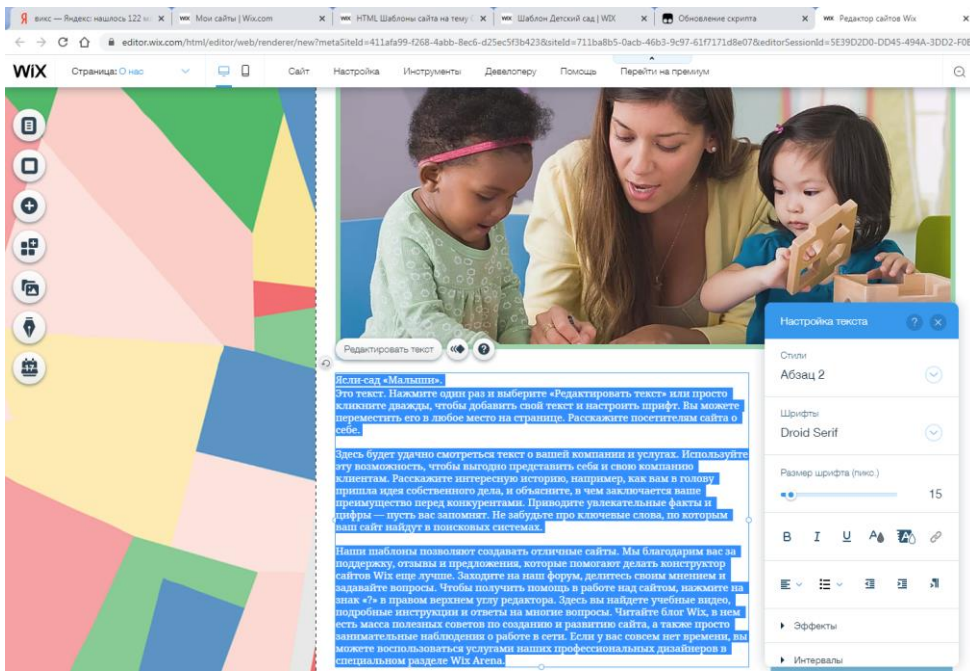 викс — Яндекс: нашлось 122 м
Мои сайты | Wix.com
HTML Шаблоны сайта на тему
Шаблон Детский сад | WIX
Обновление скрипта
Редактор сайтов Wix
editor.wix.com/html/editor/web/renderer/new?metaSiteId=411afa99-f268-4abb-8ec6-d25ec5f3b423&siteId=711ba8b5-0acb-46b3-9c97-61f7171d8e07&editorSessionId=5E39D2D0-DD45-494A-3DD2-F0E
WiX
Страница: О нас
Сайт
Настройка
Инструменты
Девелоперу
Помощь
Перейти на премиум
Редактировать текст
Ясли-сад «Малыши».
Это текст. Нажмите один раз и выберите «Редактировать текст» или просто
кликните дважды, чтобы добавить свой текст и настроить шрифт. Вы можете
переместить его в любое место на странице. Расскажите посетителям сайта о
себе.
Здесь будет удачно смотреться текст о вашей компании и услугах. Используйте
эту возможность, чтобы выгодно представить себя и свою компанию
клиентам. Расскажите интересную историю, например, как вам в голову
пришла идея собственного дела, и объясните, в чем заключается ваше
преимущество перед конкурентами. Приводите увлекательные факты и
цифры — пусть вас запомнят. Не забудьте про ключевые слова, по которым
ваш сайт найдут в поисковых системах.
Наши шаблоны позволяют создавать отличные сайты. Мы благодарим вас за
поддержку, отзывы и предложения, которые помогают делать конструктор
сайтов Wix еще лучше. Заходите на наш форум, делитесь своим мнением и
задавайте вопросы. Чтобы получить помощь в работе над сайтом, нажмите на
знак «?» в правом верхнем углу редактора. Здесь вы найдете учебные видео,
подробные инструкции и ответы на многие вопросы. Читайте блог Wix, в нем
есть масса полезных советов по созданию и развитию сайта, а также просто
занимательные наблюдения о работе в сети. Если у вас совсем нет времени, вы
можете воспользоваться услугами наших профессиональных дизайнеров в
специальном разделе Wix Arena.
Настройка текста
Стили
Абзац 2
Шрифты
Droid Serif
Размер шрифта (пикс.)
15
B I U A
Эффекты
Интервалы